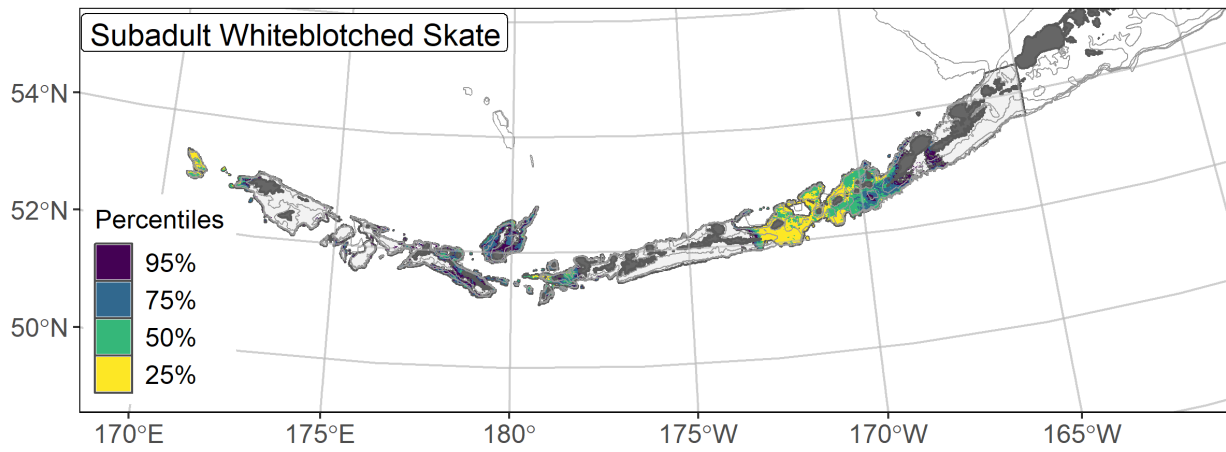 Subadult Whiteblotched Skate
54°N
52°N
50°N
Percentiles
95%
75%
50%
25%
170°E
175°E
180°
175°W
170°W
165°W